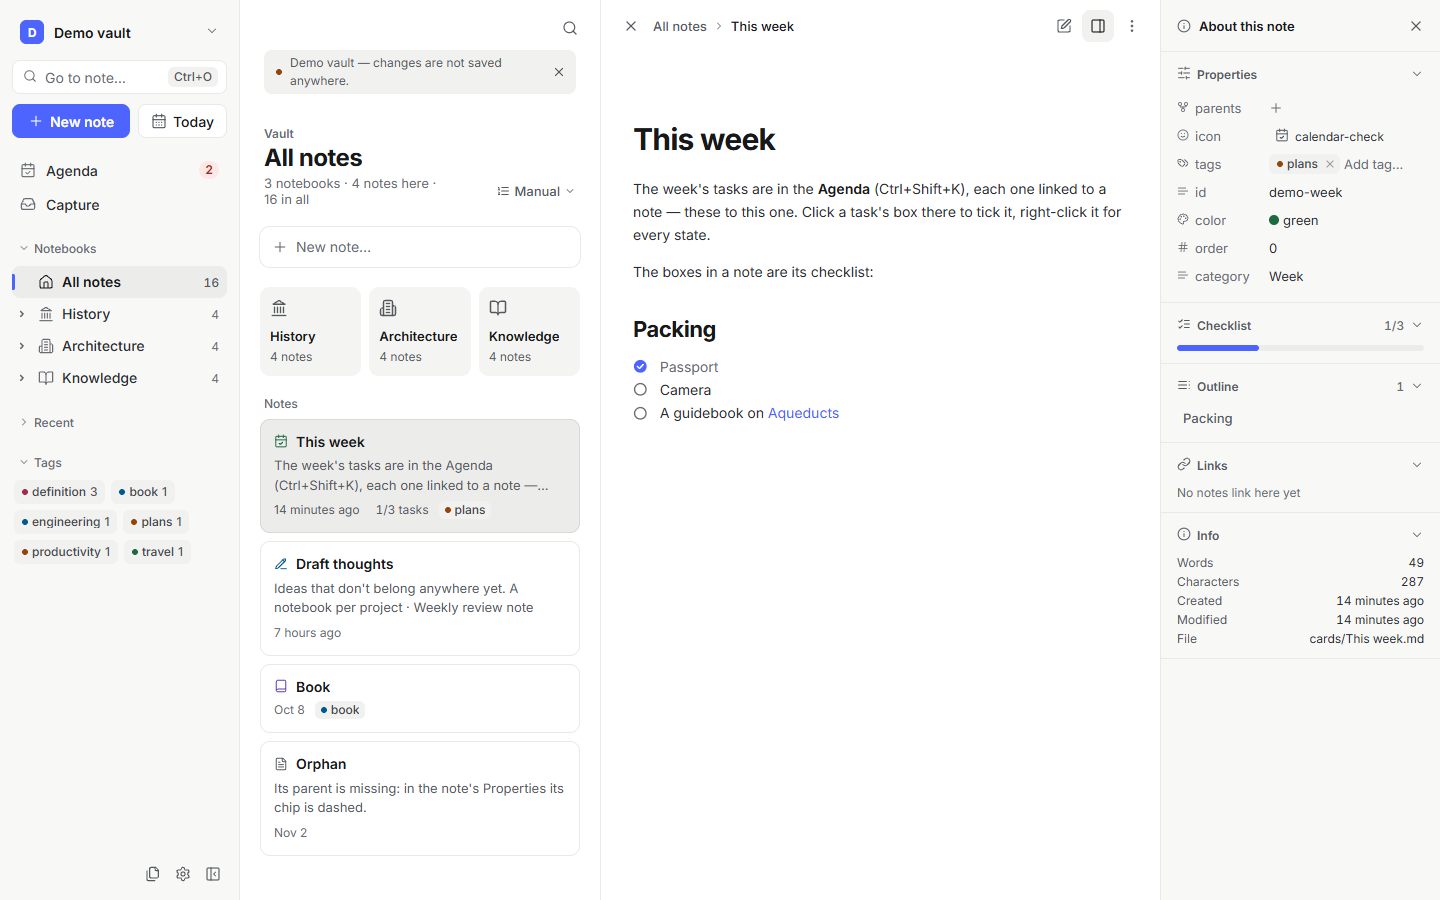 D Demo vault
Go to note... Ctrl+O
New note Today
Agenda 2
Capture
Notebooks
All notes 16
History 4
Architecture 4
Knowledge 4
Recent
Tags
definition 3 book 1
engineering 1 plans 1
productivity 1 travel 1
Demo vault — changes are not saved
anywhere.
Vault
All notes
3 notebooks · 4 notes here ·
16 in all
Manual
New note...
History
4 notes
Architecture
4 notes
Knowledge
4 notes
Notes
This week
The week's tasks are in the Agenda
(Ctrl+Shift+K), each one linked to a note —...
14 minutes ago 1/3 tasks plans
Draft thoughts
Ideas that don't belong anywhere yet. A
notebook per project · Weekly review note
7 hours ago
Book
Oct 8 book
Orphan
Its parent is missing: in the note's Properties its
chip is dashed.
Nov 2
All notes > This week
This week
The week's tasks are in the Agenda (Ctrl+Shift+K), each one linked to a
note — these to this one. Click a task's box there to tick it, right-click it for
every state.
The boxes in a note are its checklist:
Packing
Passport
Camera
A guidebook on Aqueducts
About this note
Properties
parents
icon calendar-check
tags plans Add tag...
id demo-week
color green
order 0
category Week
Checklist 1/3
Outline 1
Packing
Links
No notes link here yet
Info
Words 49
Characters 287
Created 14 minutes ago
Modified 14 minutes ago
File cards/This week.md